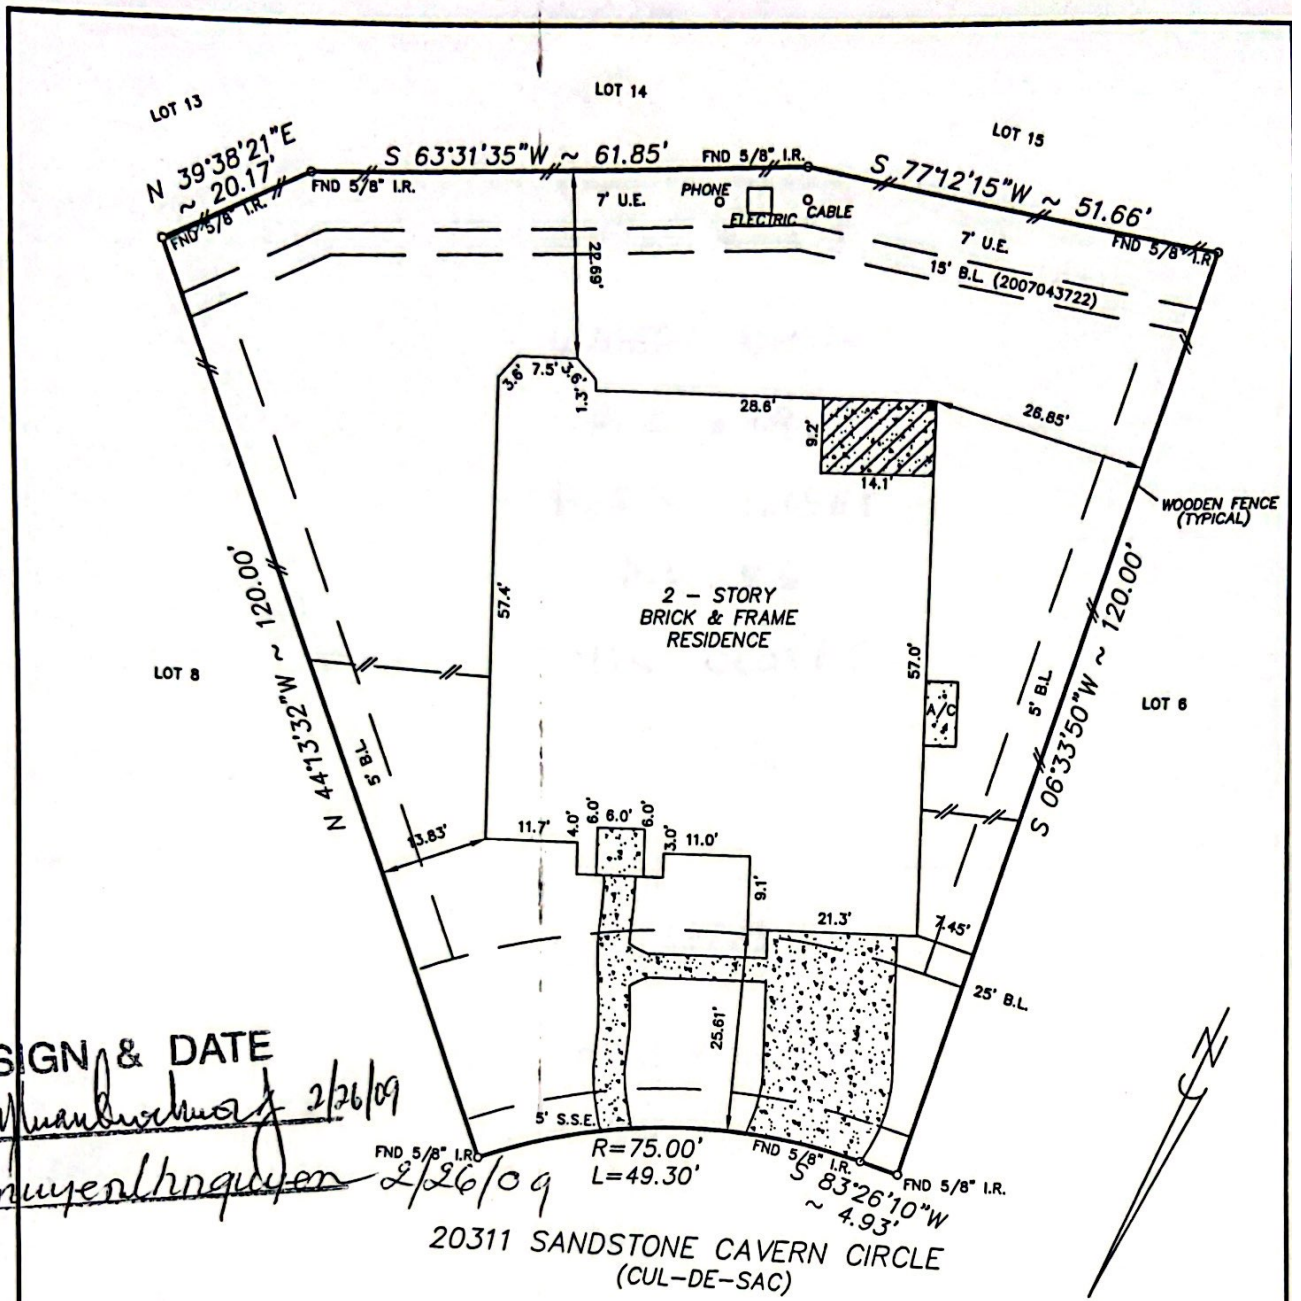 LOT 13
LOT 14
LOT 15
N 39°38'21"E
~ 20.17'
FND 5/8" I.R.
S 63°31'35"W ~ 61.85'
FND 5/8" I.R.
FND 5/8" I.R.
S 77°12'15"W ~ 51.66'
FND 5/8" I.R
PHONE
ELECTRIC
CABLE
7' U.E.
7' U.E.
15' B.L. (2007043722)
22.69'
3.6'
7.5'
3.6'
1.3'
28.6'
9.2'
14.1'
26.85'
WOODEN FENCE
(TYPICAL)
57.4'
2 - STORY
BRICK & FRAME
RESIDENCE
57.0'
A/C
LOT 8
N 44°13'32"W ~ 120.00'
5' B.L.
5' B.L.
S 06°33'50"W ~ 120.00'
LOT 6
13.83'
11.7'
4.0'
6.0'
6.0'
6.0'
3.0'
11.0'
9.1'
21.3'
7.45'
25' B.L.
25.61'
SIGN & DATE
2/26/09
2/26/09
5' S.S.E.
FND 5/8" I.R.
R=75.00'
L=49.30'
FND 5/8" I.R.
S 83°26'10"W
~ 4.93'
FND 5/8" I.R.
20311 SANDSTONE CAVERN CIRCLE
(CUL-DE-SAC)
N